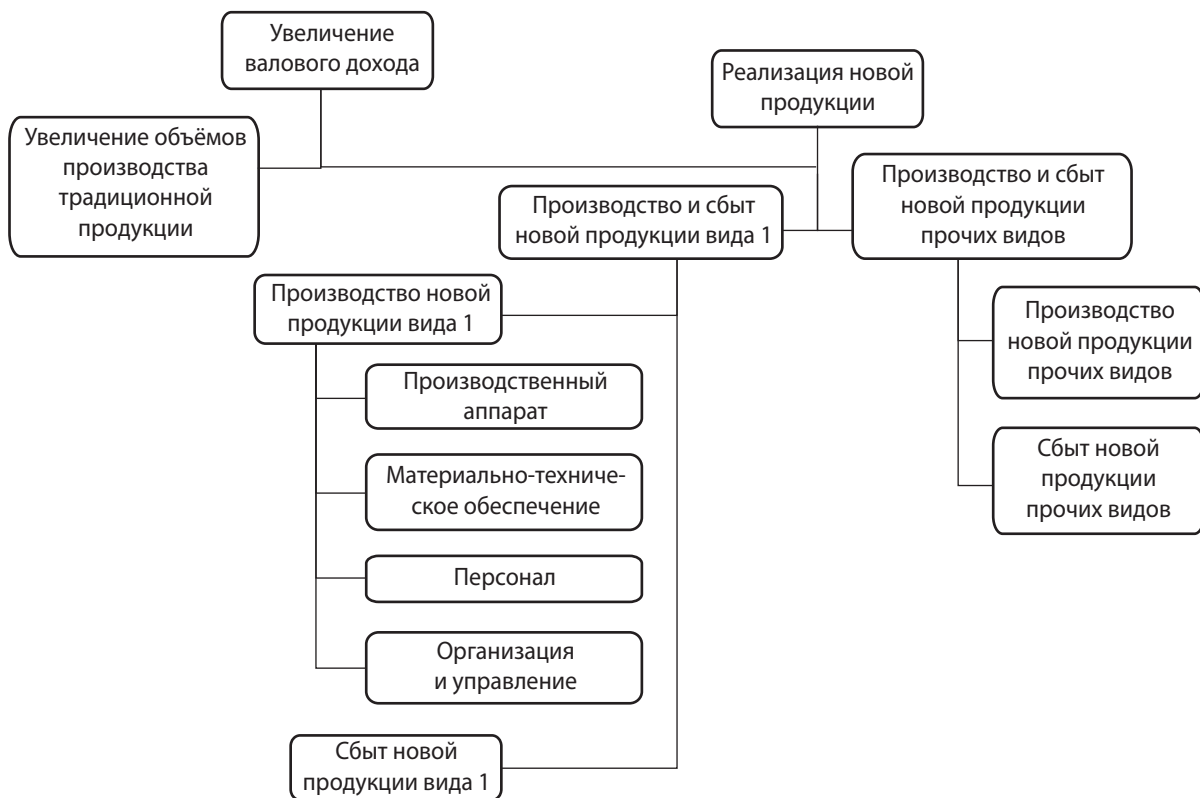 Увеличение
валового дохода
Реализация новой
продукции
Увеличение объёмов
производства
традиционной
продукции
Производство и сбыт
новой продукции вида 1
Производство и сбыт
новой продукции
прочих видов
Производство новой
продукции вида 1
Производство
новой продукции
прочих видов
Производственный
аппарат
Сбыт новой
продукции
прочих видов
Материально-техниче-
ское обеспечение
Персонал
Организация
и управление
Сбыт новой
продукции вида 1